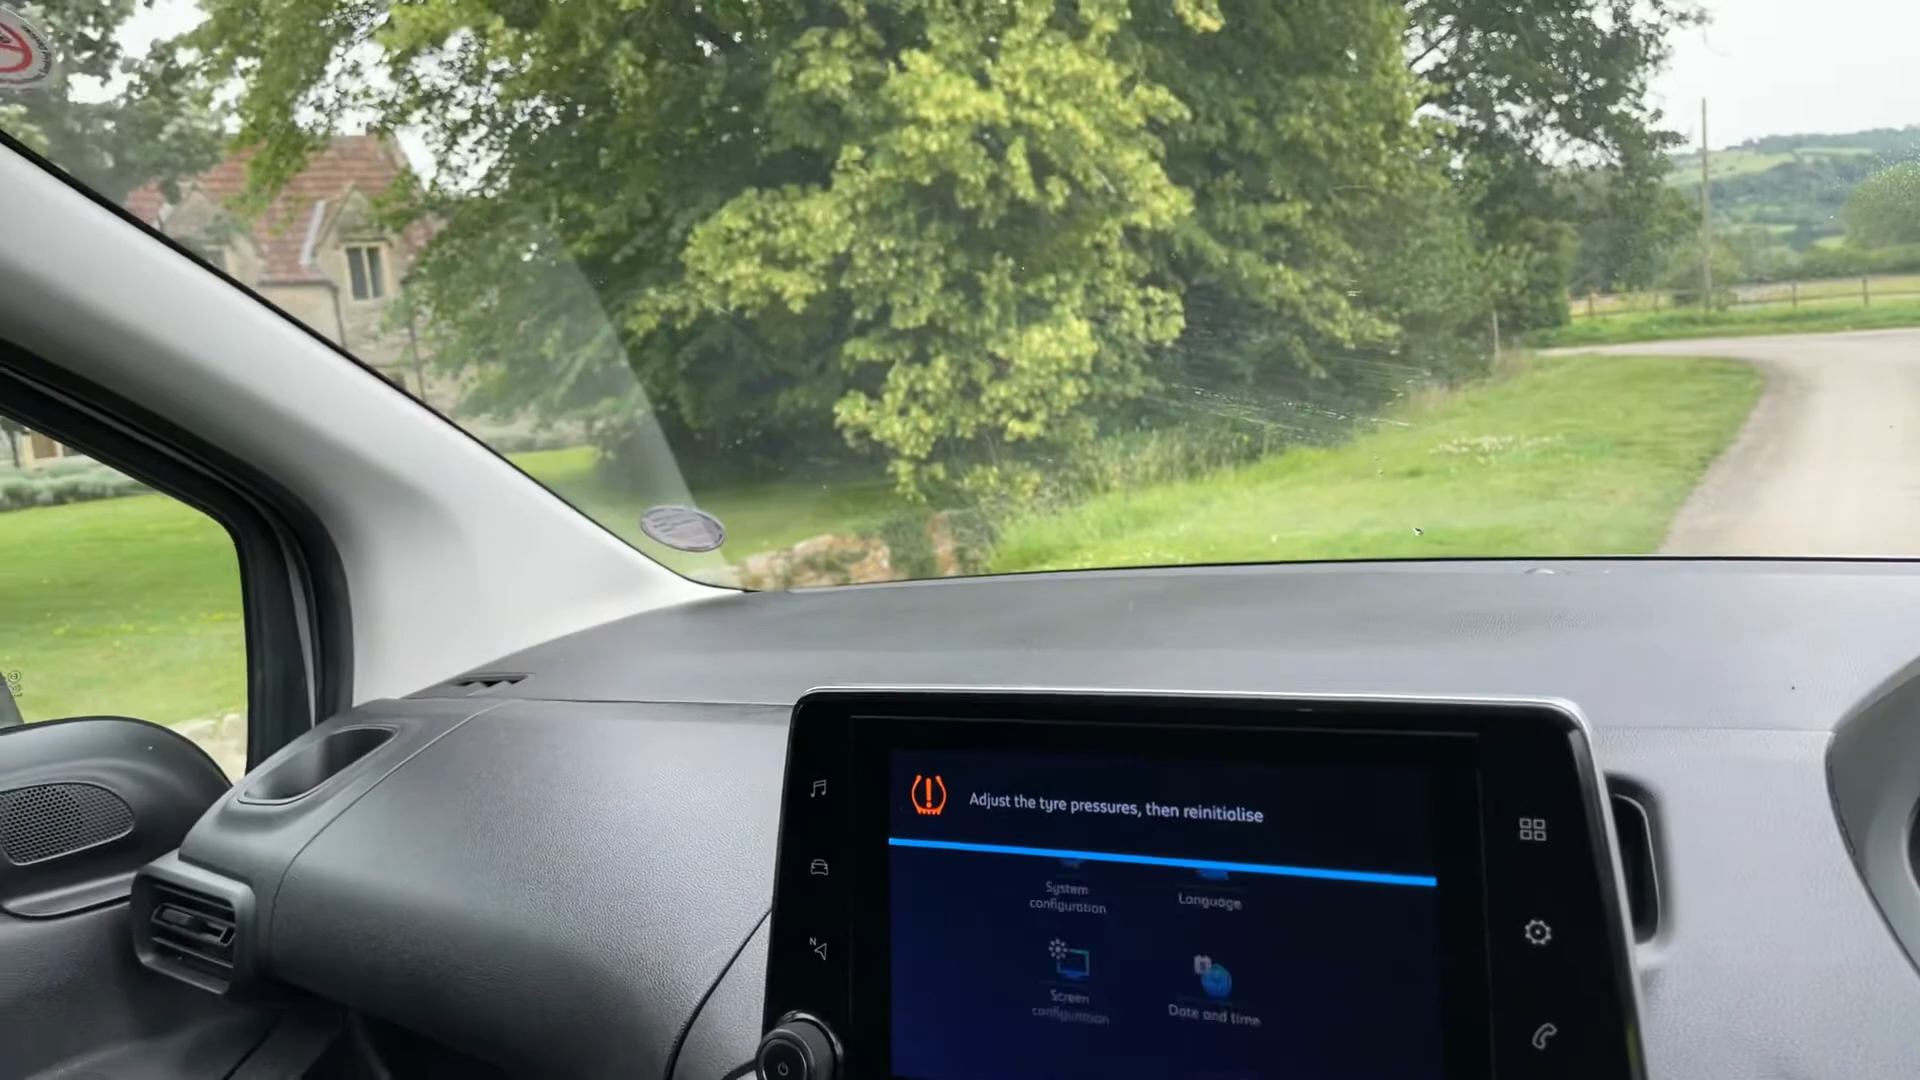 Adjust the tyre pressures, then reinitialise
System
configuration
Language
Screen
configuration
Date and time
N